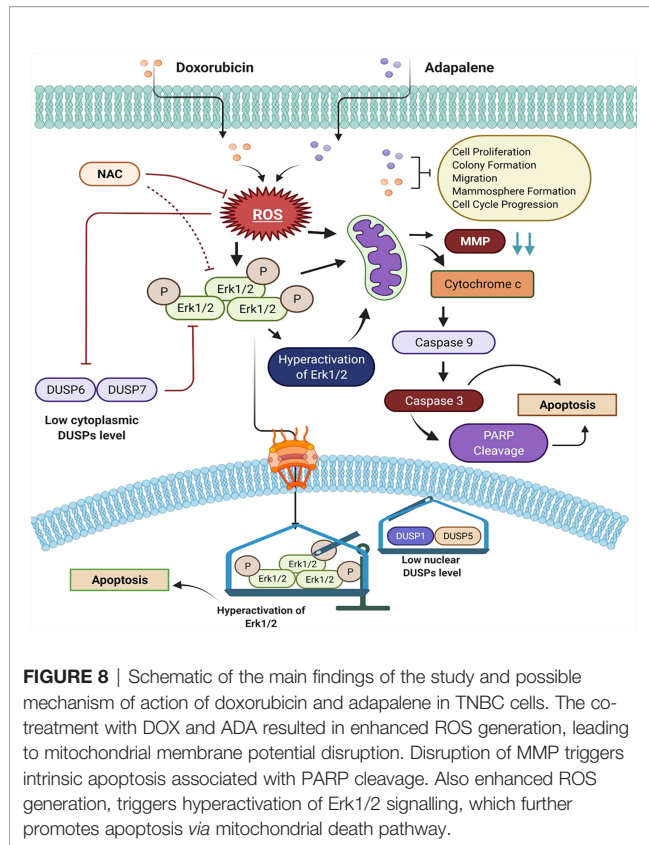 Doxorubicin
Adapalene
NAC
ROS
Cell Proliferation
Colony Formation
Migration
Mammosphere Formation
Cell Cycle Progression
MMP
Cytochrome c
P
P
P
Erk1/2
Erk1/2
Erk1/2
Hyperactivation
of Erk1/2
Caspase 9
Caspase 3
Apoptosis
PARP
Cleavage
DUSP6
DUSP7
Low cytoplasmic
DUSPs level
DUSP1
DUSP5
Low nuclear
DUSPs level
P
P
Erk1/2
Erk1/2
Erk1/2
Apoptosis
Hyperactivation of
Erk1/2
FIGURE 8 | Schematic of the main findings of the study and possible
mechanism of action of doxorubicin and adapalene in TNBC cells. The co-
treatment with DOX and ADA resulted in enhanced ROS generation, leading
to mitochondrial membrane potential disruption. Disruption of MMP triggers
intrinsic apoptosis associated with PARP cleavage. Also enhanced ROS
generation, triggers hyperactivation of Erk1/2 signalling, which further
promotes apoptosis via mitochondrial death pathway.